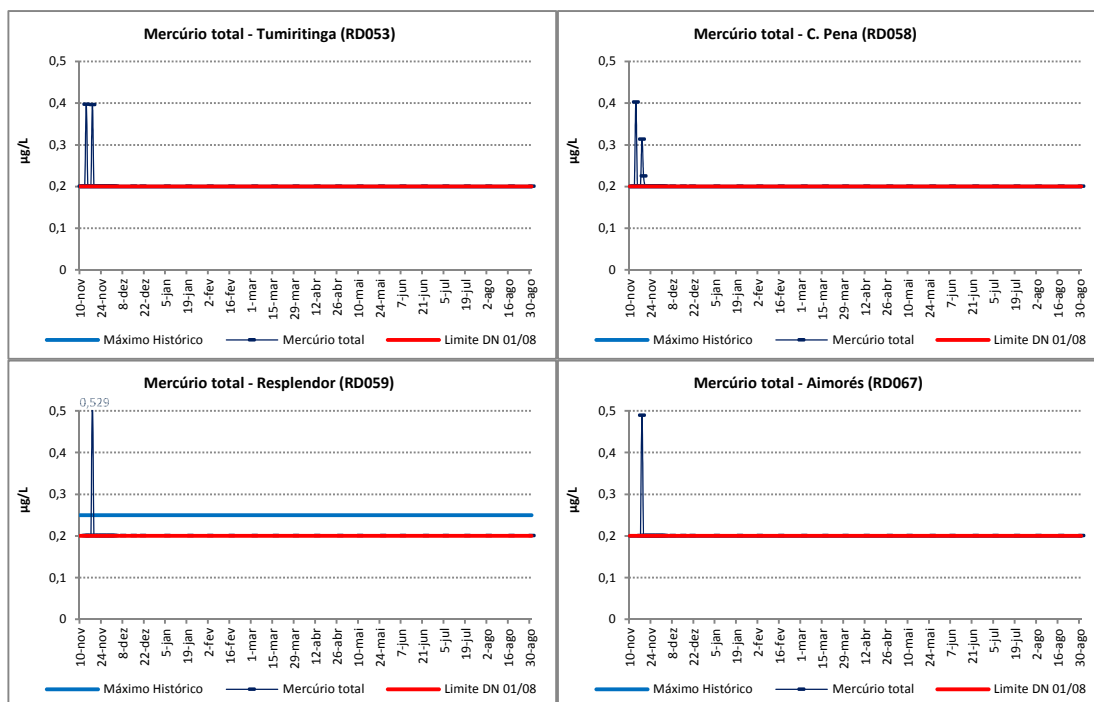 Mercúrio total - Tumiritinga (RD053)
0,5
0,4
0,3
0,2
0,1
0
µg/L
10-nov
24-nov
8-dez
22-dez
5-jan
19-jan
2-fev
16-fev
1-mar
15-mar
29-mar
12-abr
26-abr
10-mai
24-mai
7-jun
21-jun
5-jul
19-jul
2-ago
16-ago
30-ago
Máximo Histórico
Mercúrio total
Limite DN 01/08
Mercúrio total - C. Pena (RD058)
0,5
0,4
0,3
0,2
0,1
0
µg/L
10-nov
24-nov
8-dez
22-dez
5-jan
19-jan
2-fev
16-fev
1-mar
15-mar
29-mar
12-abr
26-abr
10-mai
24-mai
7-jun
21-jun
5-jul
19-jul
2-ago
16-ago
30-ago
Máximo Histórico
Mercúrio total
Limite DN 01/08
Mercúrio total - Resplendor (RD059)
0,529
0,5
0,4
0,3
0,2
0,1
0
µg/L
10-nov
24-nov
8-dez
22-dez
5-jan
19-jan
2-fev
16-fev
1-mar
15-mar
29-mar
12-abr
26-abr
10-mai
24-mai
7-jun
21-jun
5-jul
19-jul
2-ago
16-ago
30-ago
Máximo Histórico
Mercúrio total
Limite DN 01/08
Mercúrio total - Aimorés (RD067)
0,5
0,4
0,3
0,2
0,1
0
µg/L
10-nov
24-nov
8-dez
22-dez
5-jan
19-jan
2-fev
16-fev
1-mar
15-mar
29-mar
12-abr
26-abr
10-mai
24-mai
7-jun
21-jun
5-jul
19-jul
2-ago
16-ago
30-ago
Máximo Histórico
Mercúrio total
Limite DN 01/08